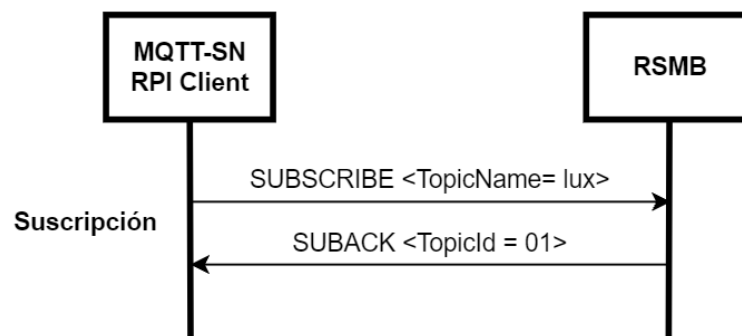 MQTT-SN
RPI Client
RSMB
SUBSCRIBE <TopicName= lux>
Suscripción
SUBACK <TopicId = 01>